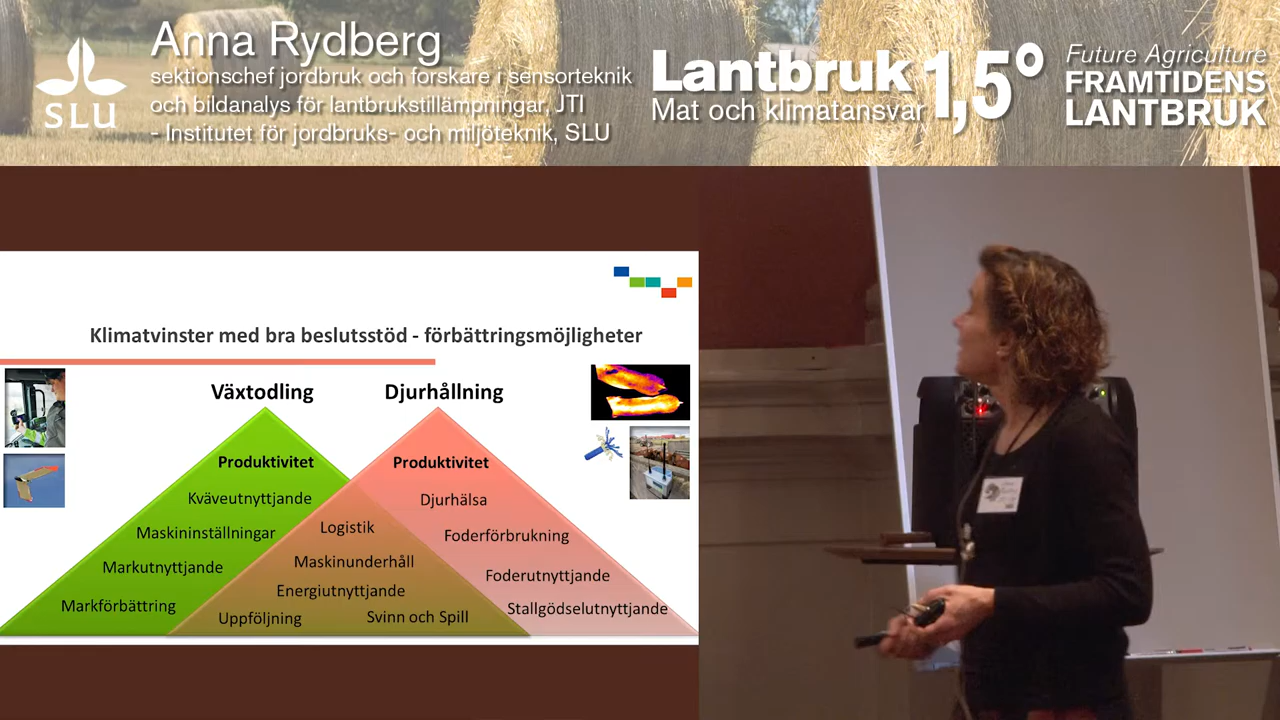 SLU
Anna Rydberg
sektionschef jordbruk och forskare i sensorteknik
och bildanalys för lantbrukstillämpningar, JTI
- Institutet för jordbruks- och miljöteknik, SLU
Lantbruk 1,5°
Mat och klimatansvar
Future Agriculture
FRAMTIDENS
LANTBRUK
Klimatvinster med bra beslutsstöd - förbättringsmöjligheter
Växtodling
Djurhållning
Produktivitet
Kväveutnyttjande
Maskininställningar
Markutnyttjande
Markförbättring
Logistik
Maskinunderhåll
Energiutnyttjande
Uppföljning
Svinn och Spill
Produktivitet
Djurhälsa
Foderförbrukning
Foderutnyttjande
Stallgödselutnyttjande